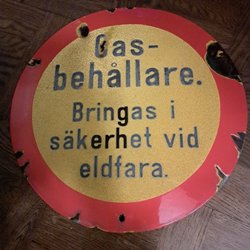 Gas-
behållare.
Bringas i
säkerhet vid
eldfara.